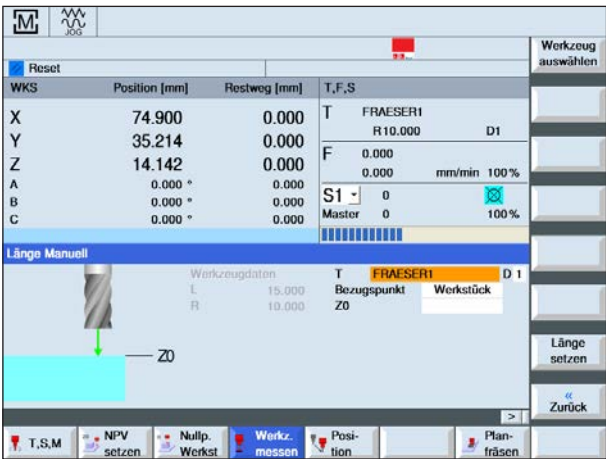 M
JOG
Werkzeug
auswählen
Reset
WKS Position [mm] Restweg [mm] T,F,S
X 74.900 0.000
Y 35.214 0.000
Z 14.142 0.000
A 0.000 ° 0.000
B 0.000 ° 0.000
C 0.000 ° 0.000
T FRAESER1
R10.000 D1
F 0.000
0.000 mm/min 100%
S1 0
Master 0 100%
Länge Manuell
Werkzeugdaten
L 15.000
R 10.000
T FRAESER1 D 1
Bezugspunkt Werkstück
Z0
Z0
Länge
setzen
«
Zurück
>
T,S,M
NPV
setzen
Nullp.
Werkst
Werkz.
messen
Posi-
tion
Plan-
fräsen